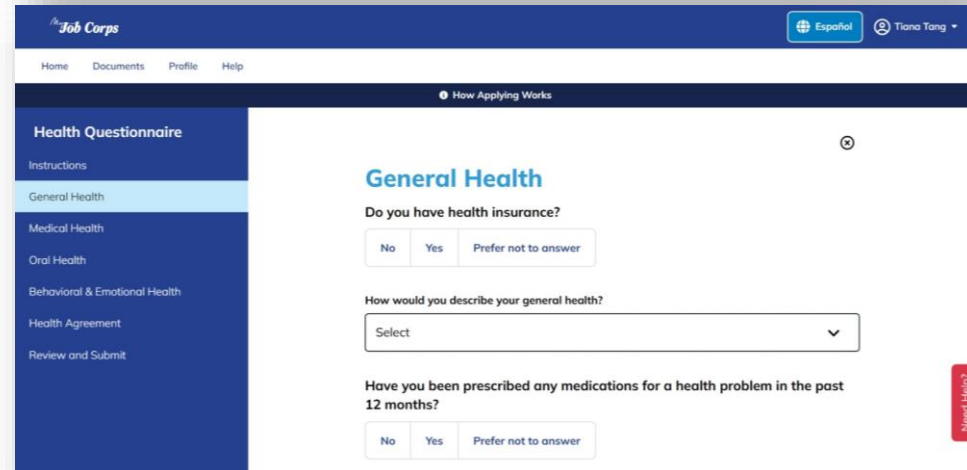 My Job Corps
Español
Tiana Tang
Home Documents Profile Help
How Applying Works
Health Questionnaire
Instructions
General Health
Medical Health
Oral Health
Behavioral & Emotional Health
Health Agreement
Review and Submit
General Health
Do you have health insurance?
No Yes Prefer not to answer
How would you describe your general health?
Select
Have you been prescribed any medications for a health problem in the past
12 months?
No Yes Prefer not to answer
Need Help?